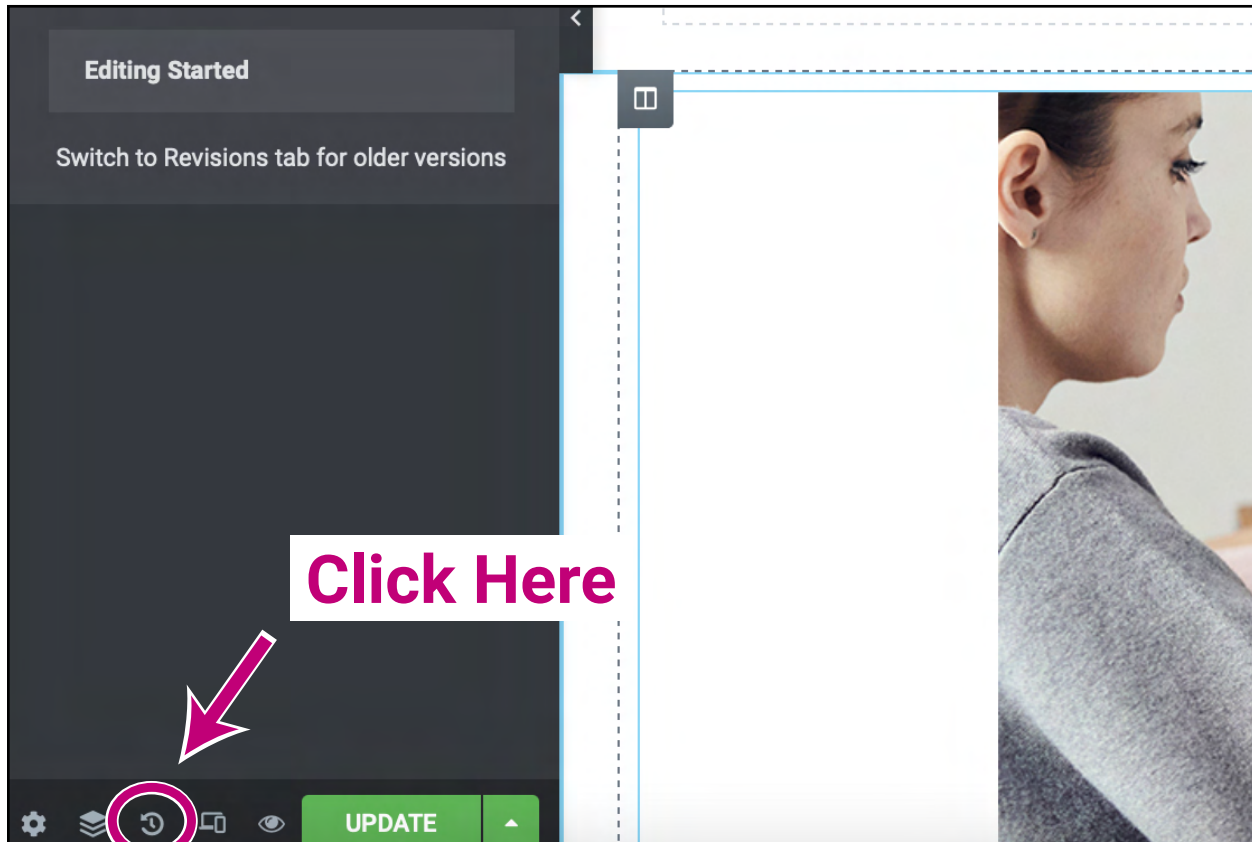 Editing Started
Switch to Revisions tab for older versions
Click Here
UPDATE